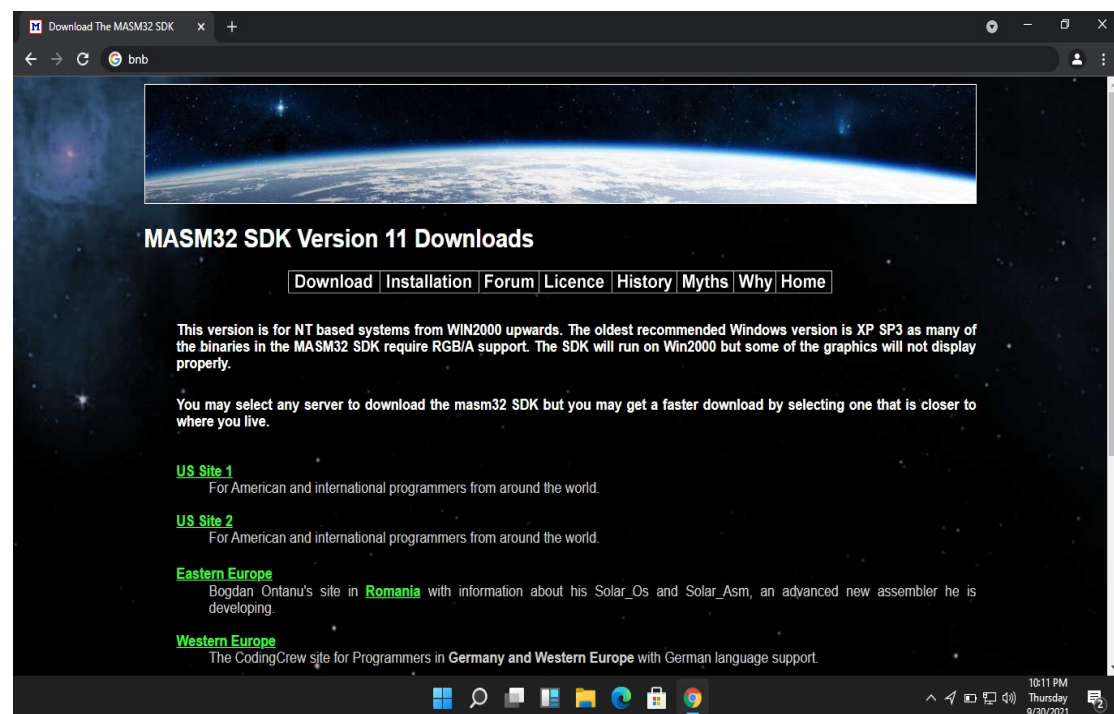 Download The MASM32 SDK
bnb
MASM32 SDK Version 11 Downloads
Download Installation Forum Licence History Myths Why Home
This version is for NT based systems from WIN2000 upwards. The oldest recommended Windows version is XP SP3 as many of
the binaries in the MASM32 SDK require RGB/A support. The SDK will run on Win2000 but some of the graphics will not display
properly.
You may select any server to download the masm32 SDK but you may get a faster download by selecting one that is closer to
where you live.
US Site 1
For American and international programmers from around the world.
US Site 2
For American and international programmers from around the world.
Eastern Europe
Bogdan Ontanu's site in Romania with information about his Solar_Os and Solar_Asm, an advanced new assembler he is
developing.
Western Europe
The CodingCrew site for Programmers in Germany and Western Europe with German language support.
10:11 PM
Thursday
9/30/2021
2